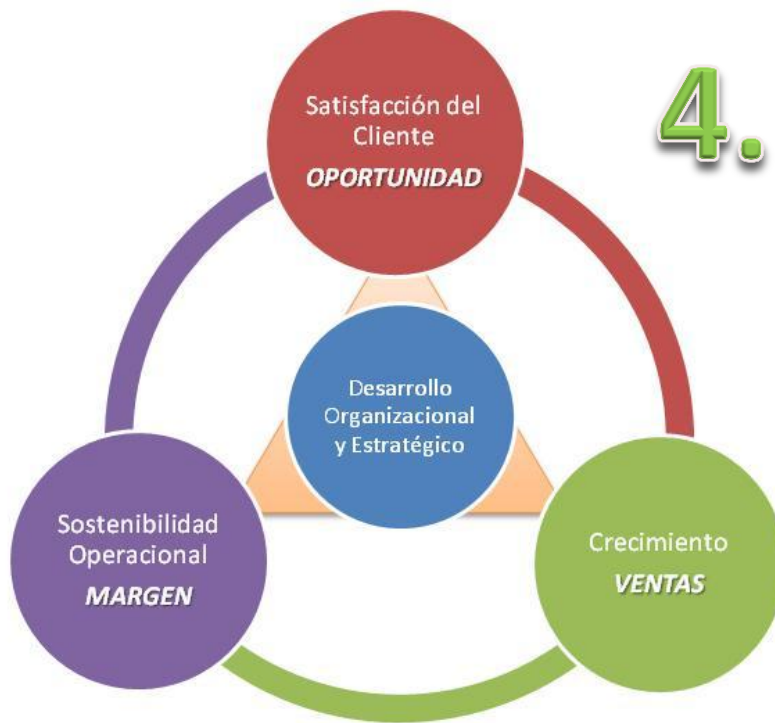 Satisfacción del
Cliente
OPORTUNIDAD
4.
Desarrollo
Organizacional
y Estratégico
Sostenibilidad
Operacional
MARGEN
Crecimiento
VENTAS